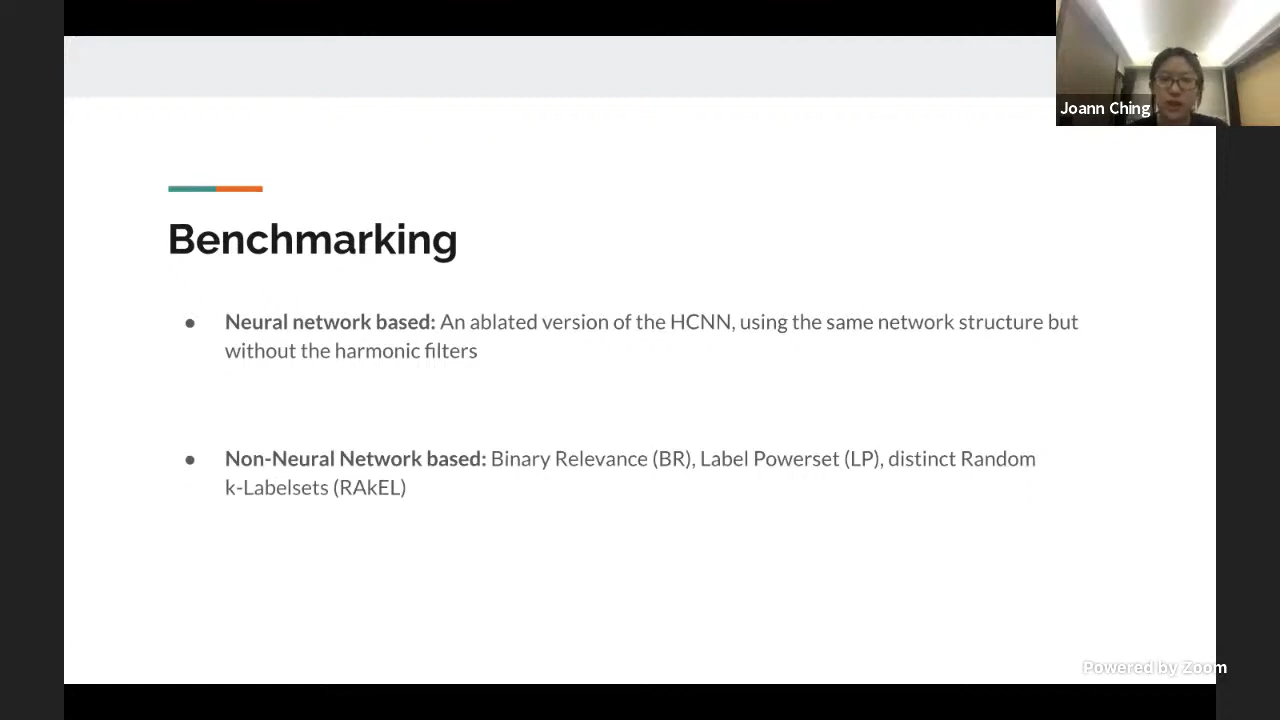 Joann Ching
Benchmarking
● Neural network based: An ablated version of the HCNN, using the same network structure but
without the harmonic filters
● Non-Neural Network based: Binary Relevance (BR), Label Powerset (LP), distinct Random
k-Labelsets (RAkEL)
Powered by Zoom